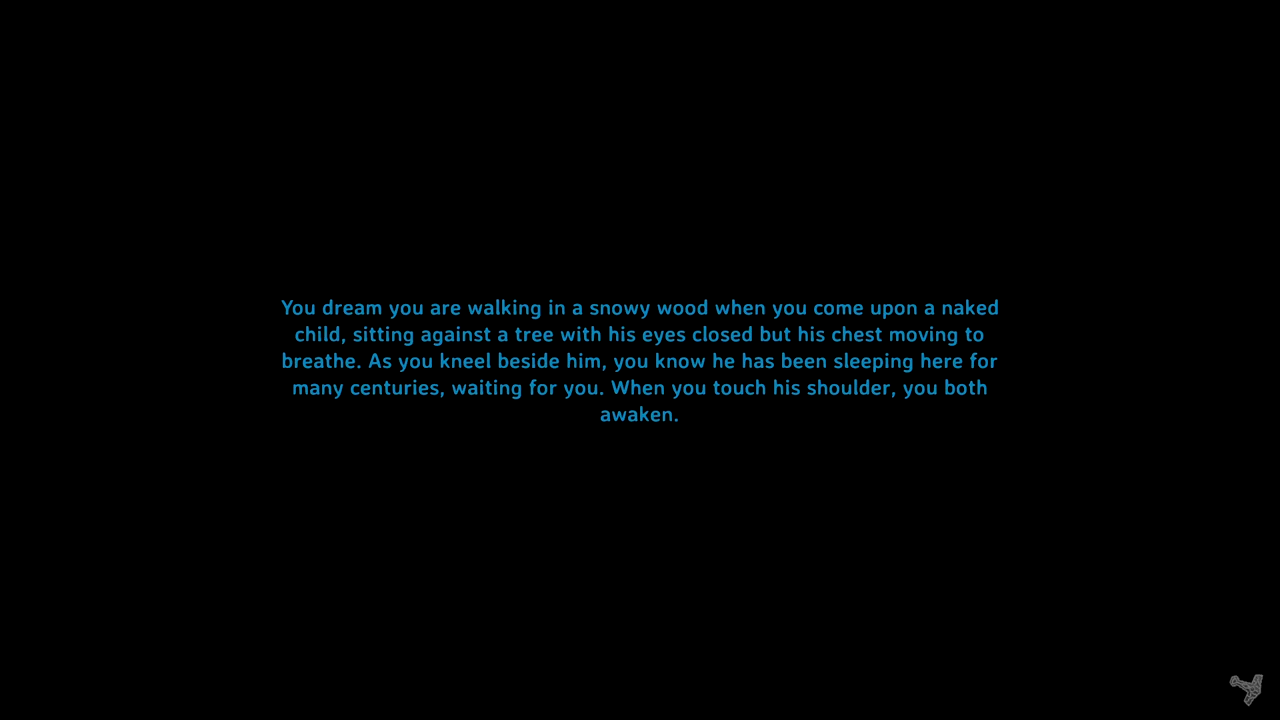 You dream you are walking in a snowy wood when you come upon a naked
child, sitting against a tree with his eyes closed but his chest moving to
breathe. As you kneel beside him, you know he has been sleeping here for
many centuries, waiting for you. When you touch his shoulder, you both
awaken.